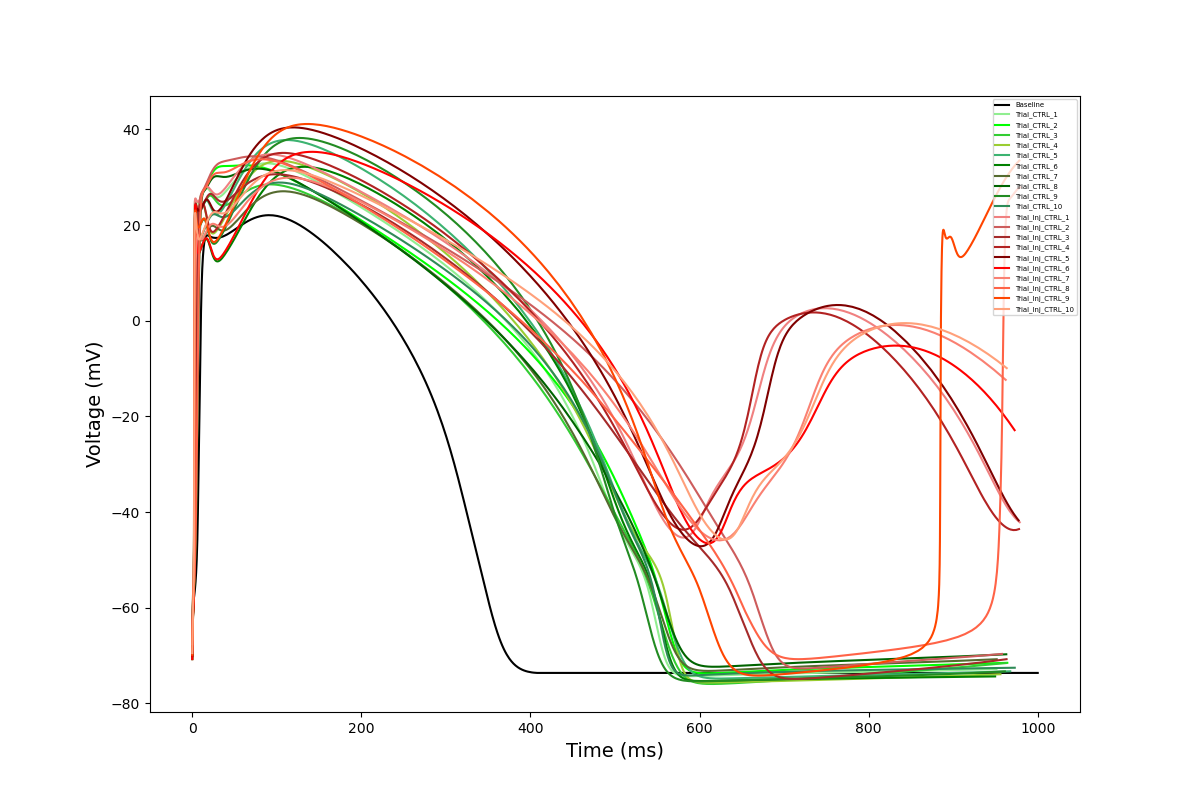 Voltage (mV)
40
20
0
−20
−40
−60
−80
0
200
400
600
800
1000
Time (ms)
Baseline
Trial_CTRL_1
Trial_CTRL_2
Trial_CTRL_3
Trial_CTRL_4
Trial_CTRL_5
Trial_CTRL_6
Trial_CTRL_7
Trial_CTRL_8
Trial_CTRL_9
Trial_CTRL_10
Trial_inj_CTRL_1
Trial_inj_CTRL_2
Trial_inj_CTRL_3
Trial_inj_CTRL_4
Trial_inj_CTRL_5
Trial_inj_CTRL_6
Trial_inj_CTRL_7
Trial_inj_CTRL_8
Trial_inj_CTRL_9
Trial_inj_CTRL_10